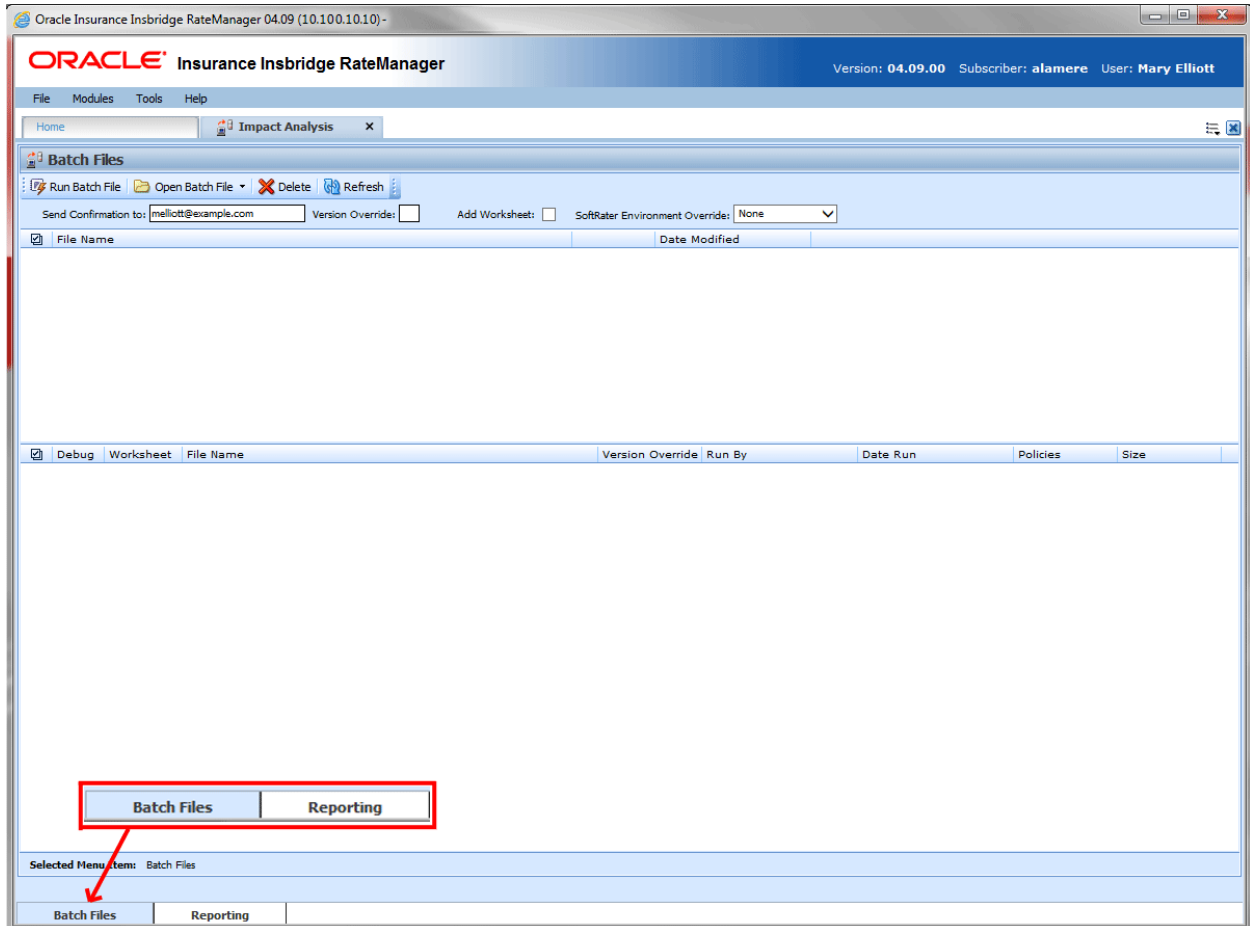 Oracle Insurance Insbridge RateManager 04.09 (10.100.10.10) -
ORACLE Insurance Insbridge RateManager
Version: 04.09.00 Subscriber: alamere User: Mary Elliott
File Modules Tools Help
Home Impact Analysis x
Batch Files
Run Batch File Open Batch File Delete Refresh
Send Confirmation to: melliott@example.com Version Override: Add Worksheet: SoftRater Environment Override: None
File Name Date Modified
Debug Worksheet File Name Version Override Run By Date Run Policies Size
Batch Files Reporting
Selected Menu Item: Batch Files
Batch Files Reporting